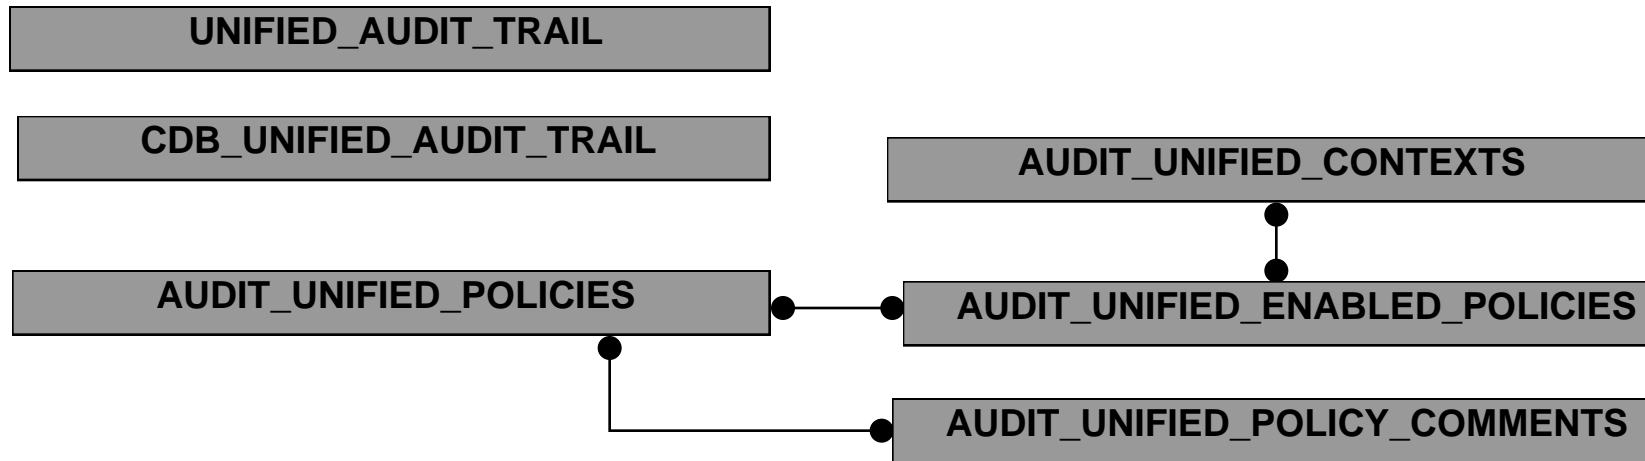 UNIFIED_AUDIT_TRAIL
CDB_UNIFIED_AUDIT_TRAIL
AUDIT_UNIFIED_CONTEXTS
AUDIT_UNIFIED_POLICIES
AUDIT_UNIFIED_ENABLED_POLICIES
AUDIT_UNIFIED_POLICY_COMMENTS